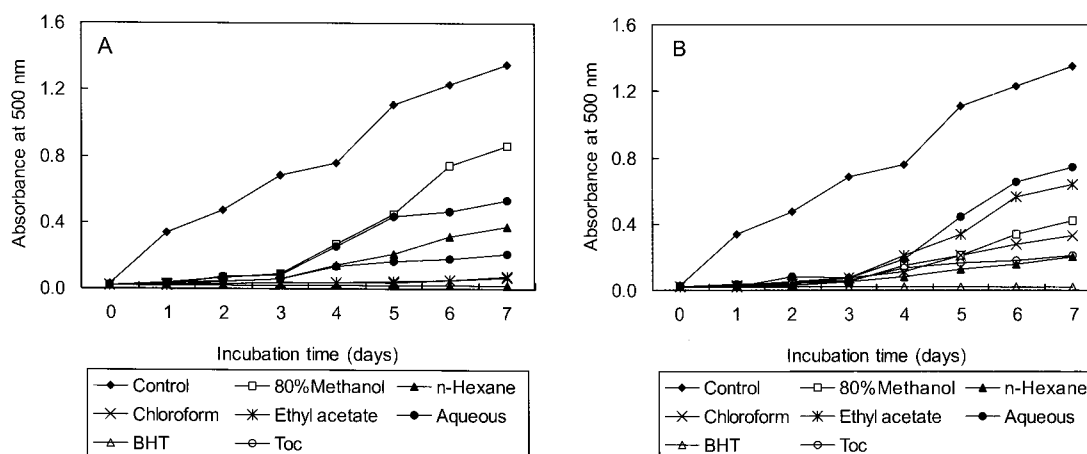 A
Absorbance at 500 nm
1.6
1.2
0.8
0.4
0.0
0 1 2 3 4 5 6 7
Incubation time (days)
Control 80%Methanol n-Hexane
Chloroform Ethyl acetate Aqueous
BHT Toc
B
Absorbance at 500 nm
1.6
1.2
0.8
0.4
0.0
0 1 2 3 4 5 6 7
Incubation time (days)
Control 80%Methanol n-Hexane
Chloroform Ethyl acetate Aqueous
BHT Toc